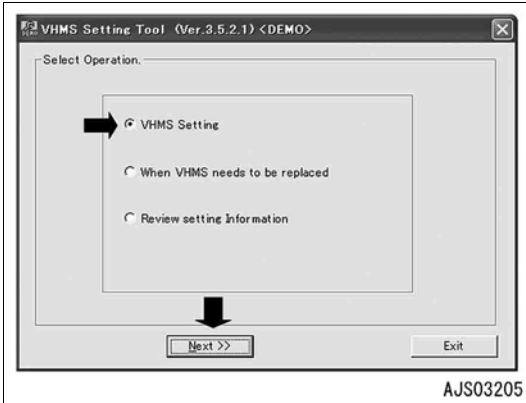 VHMS Setting Tool (Ver.3.5.2.1) <DEMO>
Select Operation.
VHMS Setting
When VHMS needs to be replaced
Review setting Information
Next >>
Exit
AJS03205